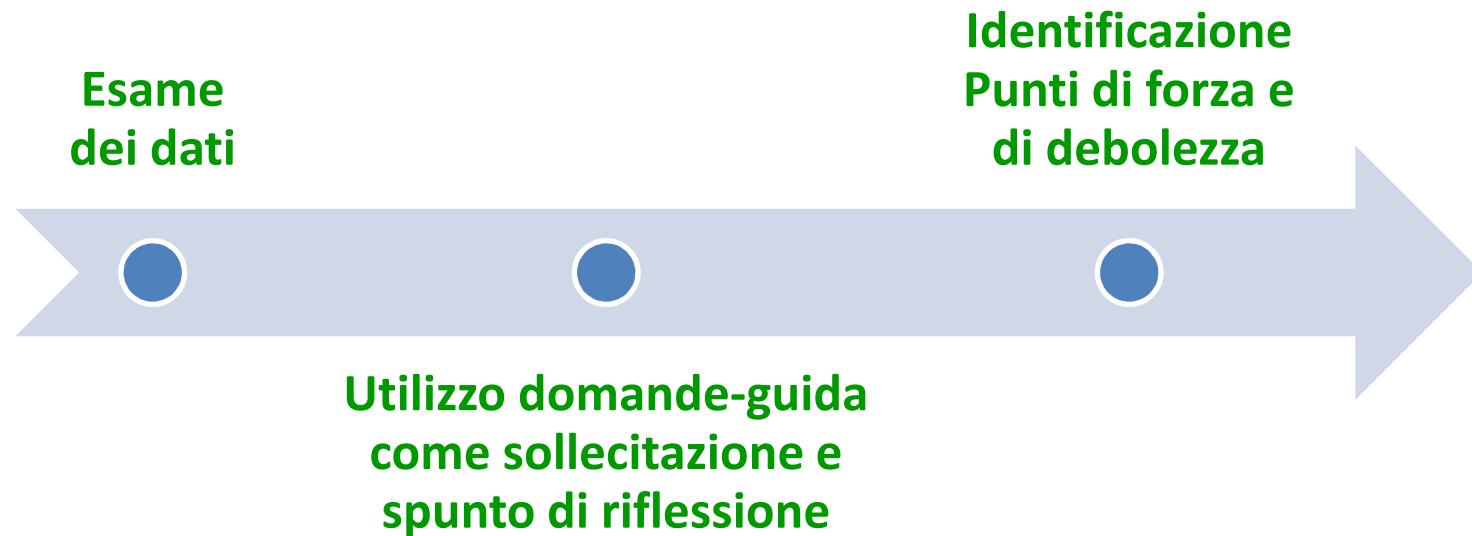 Esame
dei dati
Utilizzo domande-guida
come sollecitazione e
spunto di riflessione
Identificazione
Punti di forza e
di debolezza